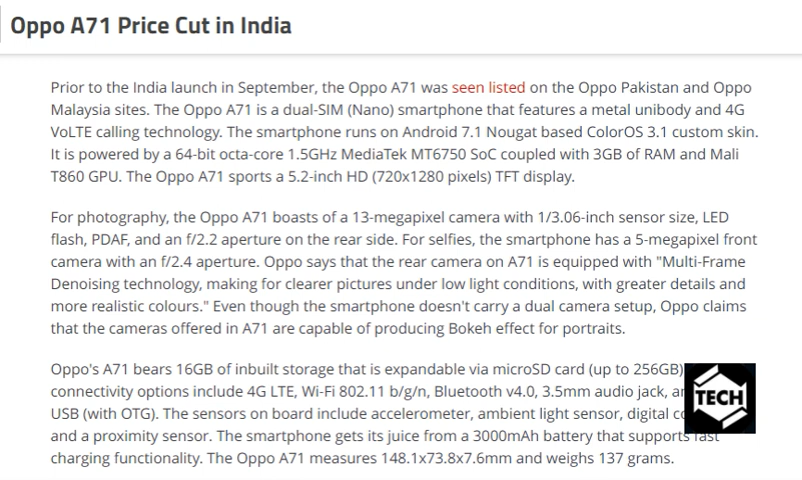 Oppo A71 Price Cut in India
Prior to the India launch in September, the Oppo A71 was seen listed on the Oppo Pakistan and Oppo
Malaysia sites. The Oppo A71 is a dual-SIM (Nano) smartphone that features a metal unibody and 4G
VoLTE calling technology. The smartphone runs on Android 7.1 Nougat based ColorOS 3.1 custom skin.
It is powered by a 64-bit octa-core 1.5GHz MediaTek MT6750 SoC coupled with 3GB of RAM and Mali
T860 GPU. The Oppo A71 sports a 5.2-inch HD (720x1280 pixels) TFT display.
For photography, the Oppo A71 boasts of a 13-megapixel camera with 1/3.06-inch sensor size, LED
flash, PDAF, and an f/2.2 aperture on the rear side. For selfies, the smartphone has a 5-megapixel front
camera with an f/2.4 aperture. Oppo says that the rear camera on A71 is equipped with "Multi-Frame
Denoising technology, making for clearer pictures under low light conditions, with greater details and
more realistic colours." Even though the smartphone doesn't carry a dual camera setup, Oppo claims
that the cameras offered in A71 are capable of producing Bokeh effect for portraits.
Oppo's A71 bears 16GB of inbuilt storage that is expandable via microSD card (up to 256GB)
connectivity options include 4G LTE, Wi-Fi 802.11 b/g/n, Bluetooth v4.0, 3.5mm audio jack,
TECH
USB (with OTG). The sensors on board include accelerometer, ambient light sensor, digital
and a proximity sensor. The smartphone gets its juice from a 3000mAh battery that supports fast
charging functionality. The Oppo A71 measures 148.1x73.8x7.6mm and weighs 137 grams.